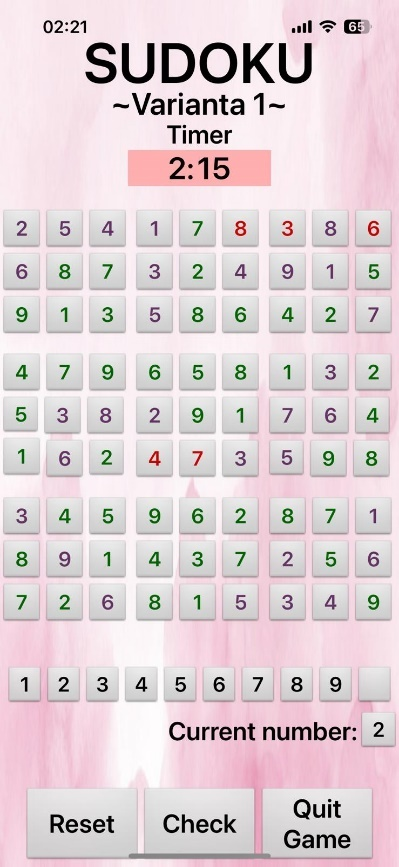 02:21 65
SUDOKU
~Varianta 1~
Timer
2:15
2 5 4 1 7 8 3 8 6
6 8 7 3 2 4 9 1 5
9 1 3 5 8 6 4 2 7
4 7 9 6 5 8 1 3 2
5 3 8 2 9 1 7 6 4
1 6 2 4 7 3 5 9 8
3 4 5 9 6 2 8 7 1
8 9 1 4 3 7 2 5 6
7 2 6 8 1 5 3 4 9
1 2 3 4 5 6 7 8 9
Current number: 2
Reset Check Quit Game